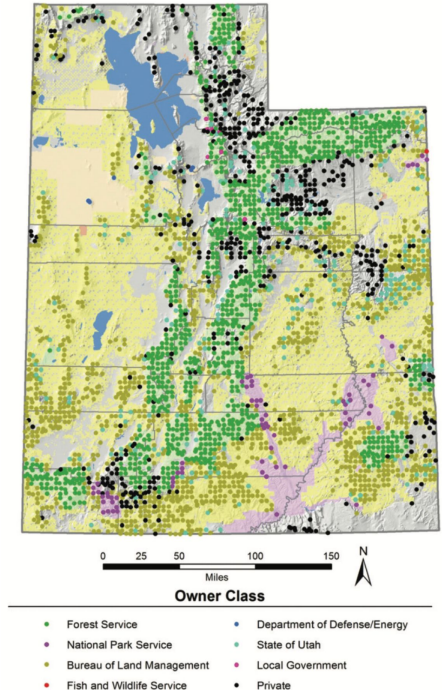 0 25 50 100 150
Miles
N
Owner Class
Forest Service
Department of Defense/Energy
National Park Service
State of Utah
Bureau of Land Management
Local Government
Fish and Wildlife Service
Private